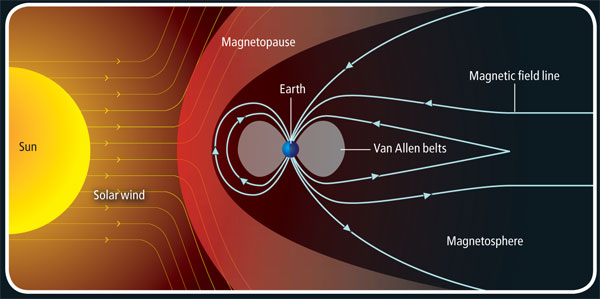 Magnetopause
Earth
Magnetic field line
Sun
Van Allen belts
Solar wind
Magnetosphere